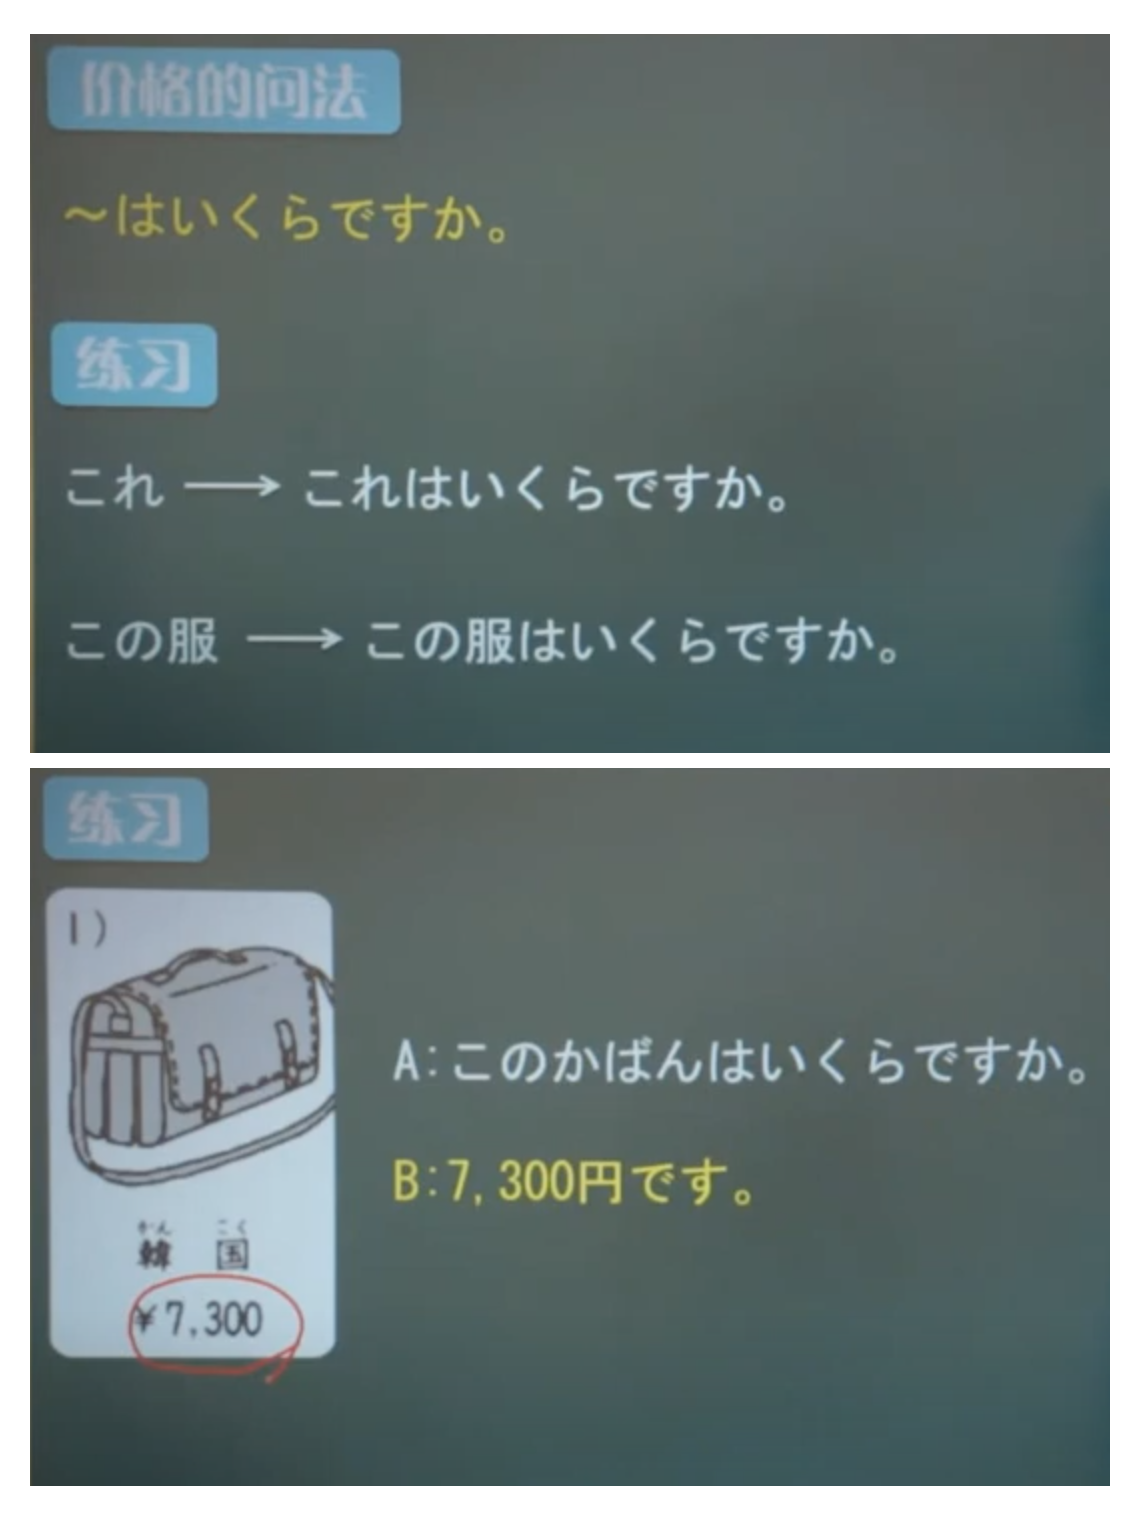 价格的问法
～はいくらですか。
练习
これ ⟶ これはいくらですか。
この服 ⟶ この服はいくらですか。
练习
1)
かん こく
韓 国
¥7,300
A:このかばんはいくらですか。
B:7,300円です。